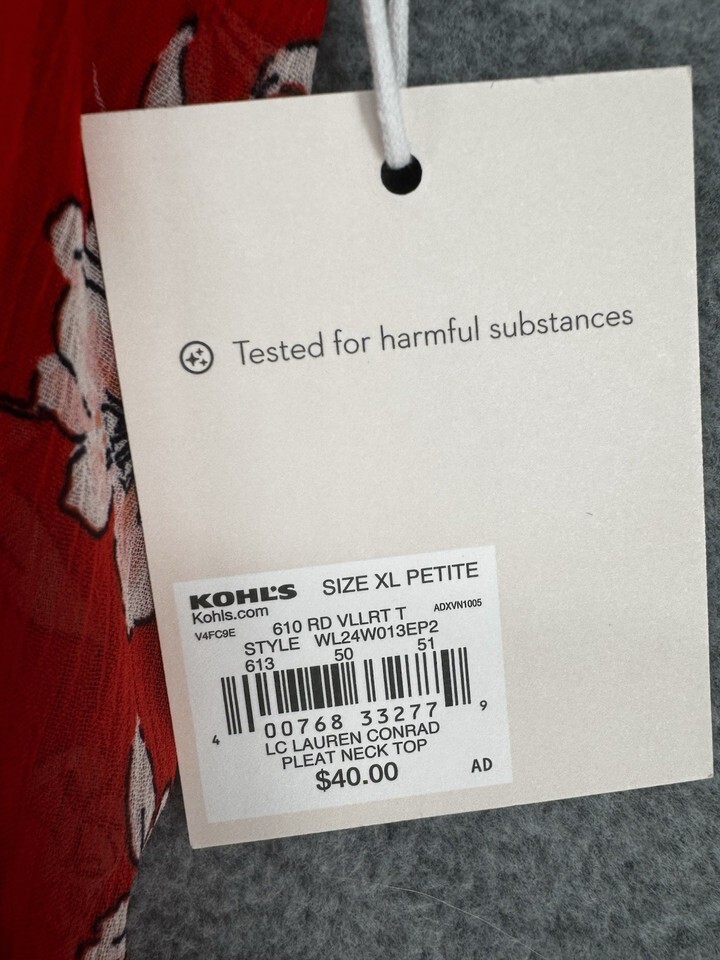 Tested for harmful substances
KOHL'S SIZE XL PETITE
Kohls.com
V4FC9E 610 RD VLLRT T ADXVN1005
STYLE WL24W013EP2
613 50 51
4 00768 33277 9
LC LAUREN CONRAD
PLEAT NECK TOP
$40.00 AD